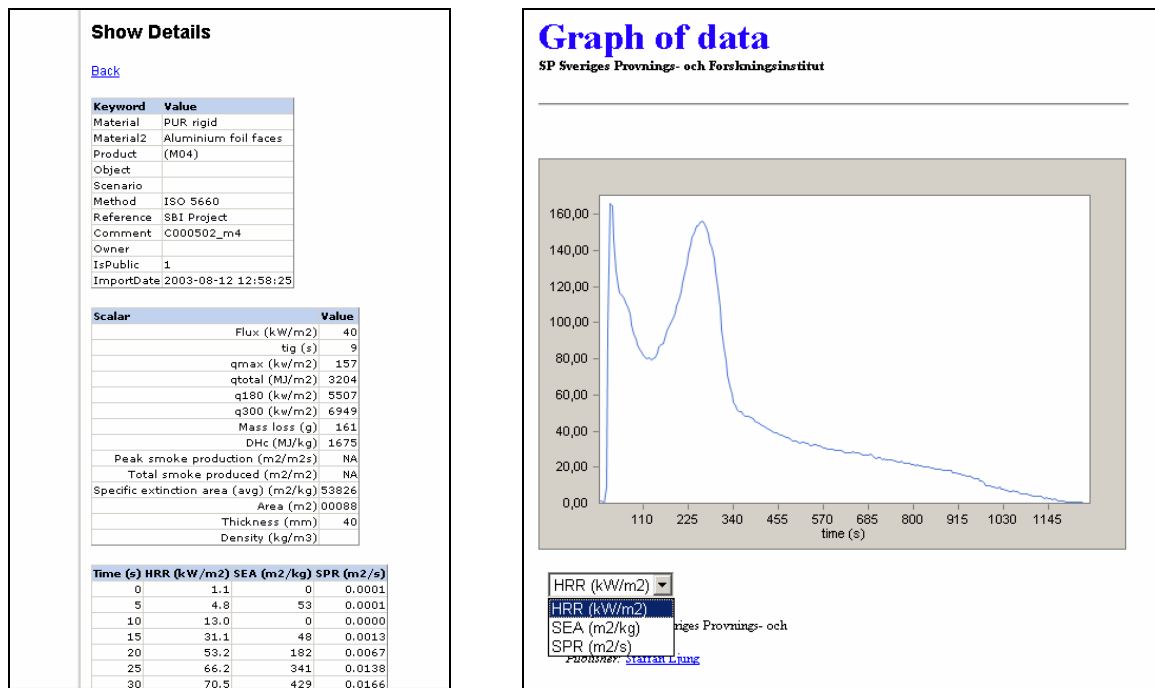 Show Details
Back
Keyword Value
Material PUR rigid
Material2 Aluminium foil faces
Product (M04)
Object
Scenario
Method ISO 5660
Reference SBI Project
Comment C000502_m4
Owner
IsPublic 1
ImportDate 2003-08-12 12:58:25
Scalar Value
Flux (kW/m2) 40
tig (s) 9
qmax (kw/m2) 157
qtotal (MJ/m2) 3204
q180 (kw/m2) 5507
q300 (kw/m2) 6949
Mass loss (g) 161
DHc (MJ/kg) 1675
Peak smoke production (m2/m2s) NA
Total smoke produced (m2/m2) NA
Specific extinction area (avg) (m2/kg) 53826
Area (m2) 00088
Thickness (mm) 40
Density (kg/m3)
Time (s) HRR (kW/m2) SEA (m2/kg) SPR (m2/s)
0 1.1 0 0.0001
5 4.8 53 0.0001
10 13.0 0 0.0000
15 31.1 48 0.0013
20 53.2 182 0.0067
25 66.2 341 0.0138
30 70.5 429 0.0166
Graph of data
SP Sveriges Provnings- och Forskningsinstitut
160,00
140,00
120,00
100,00
80,00
60,00
40,00
20,00
0,00
110 225 340 455 570 685 800 915 1030 1145
time (s)
HRR (kW/m2)
HRR (kW/m2)
SEA (m2/kg)
SPR (m2/s)
riges Provnings- och
Publisher: Staffan Ljung